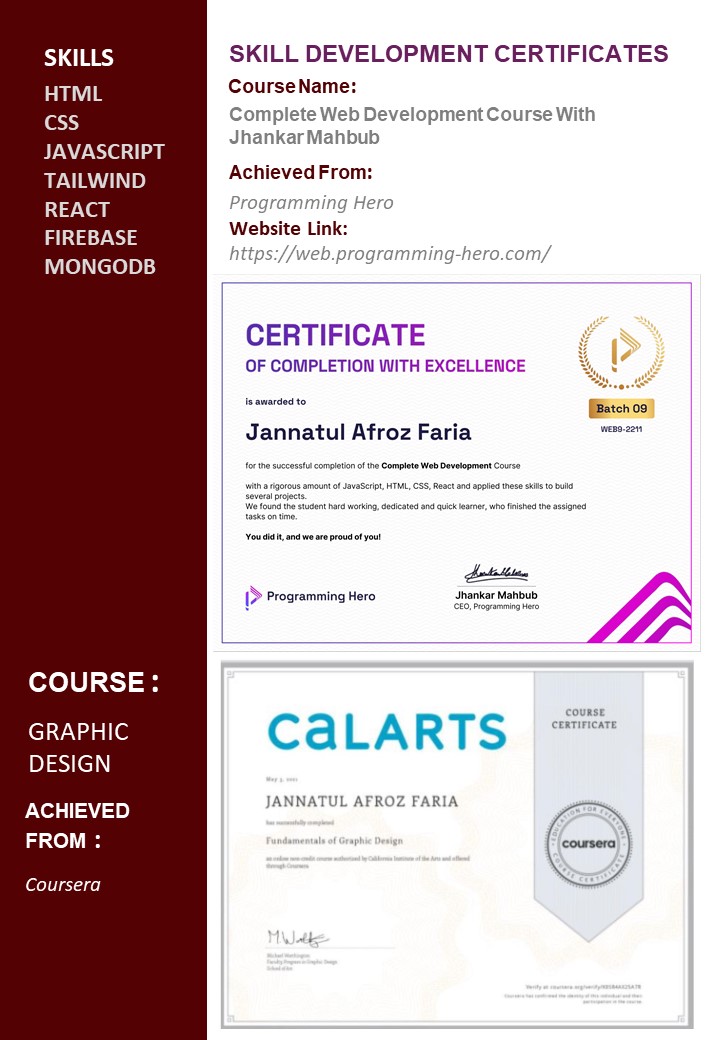 SKILLS
HTML
CSS
JAVASCRIPT
TAILWIND
REACT
FIREBASE
MONGODB
SKILL DEVELOPMENT CERTIFICATES
Course Name:
Complete Web Development Course With
Jhankar Mahbub
Achieved From:
Programming Hero
Website Link:
https://web.programming-hero.com/
CERTIFICATE
OF COMPLETION WITH EXCELLENCE
is awarded to
Jannatul Afroz Faria
for the successful completion of the Complete Web Development Course
with a rigorous amount of JavaScript, HTML, CSS, React and applied these skills to build
several projects.
We found the student hard working, dedicated and quick learner, who finished the assigned
tasks on time.
You did it, and we are proud of you!
Batch 09
WEB9-2211
Programming Hero
Jhankar Mahbub
CEO, Programming Hero
COURSE :
GRAPHIC
DESIGN
ACHIEVED
FROM :
Coursera
CALARTS
May 3, 2021
JANNATUL AFROZ FARIA
has successfully completed
Fundamentals of Graphic Design
an online non-credit course authorized by California Institute of the Arts and offered
through Coursera
Michael Worthington
Faculty, Program in Graphic Design
School of Art
COURSE
CERTIFICATE
EDUCATION FOR EVERYONE
coursera
COURSE CERTIFICATE
Verify at coursera.org/verify/
Coursera has confirmed the identity of this individual and their
participation in the course.